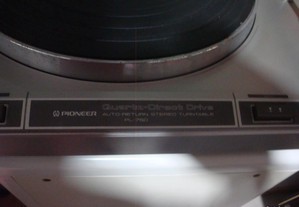 PIONEER
Quartz-Direct Drive
AUTO-RETURN STEREO TURNTABLE